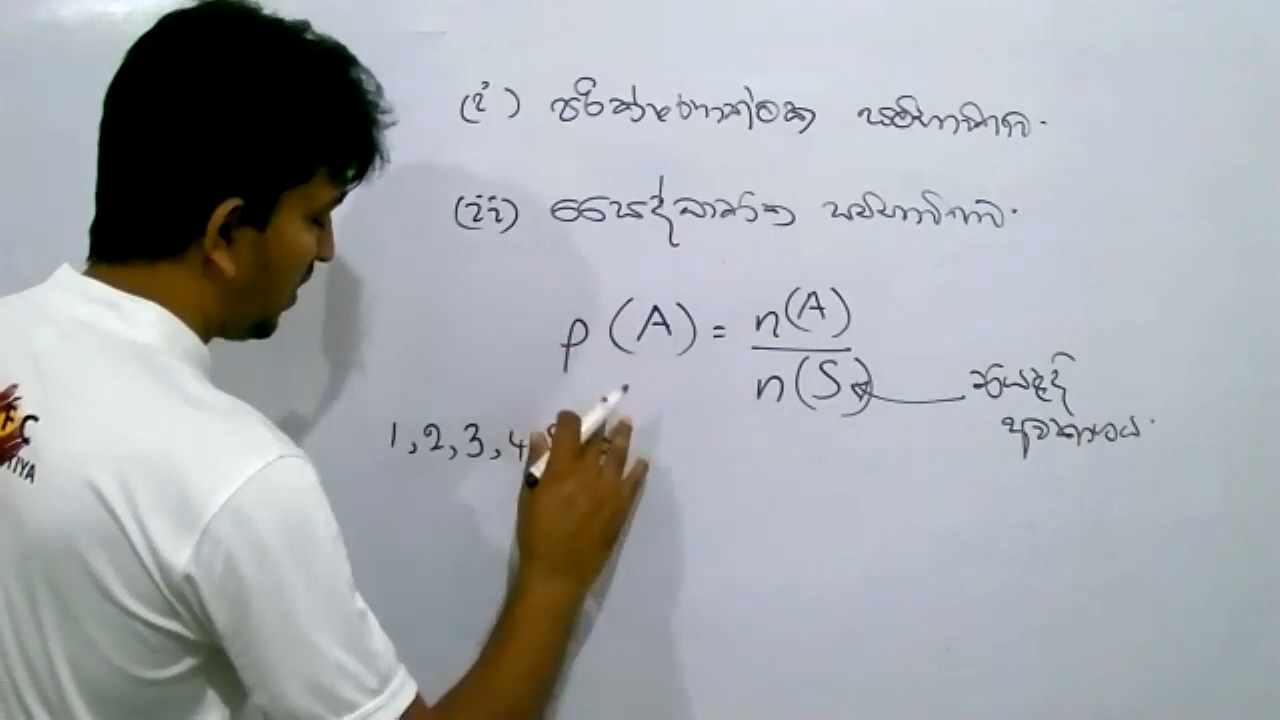 (i) පරීක්ෂණාත්මක සම්භාවිතාව.
(ii) සෛද්ධාන්තික සම්භාවිතාව.
P(A) = n(A)
n(S) නියැදි
අවකාශය.
1, 2, 3, 4